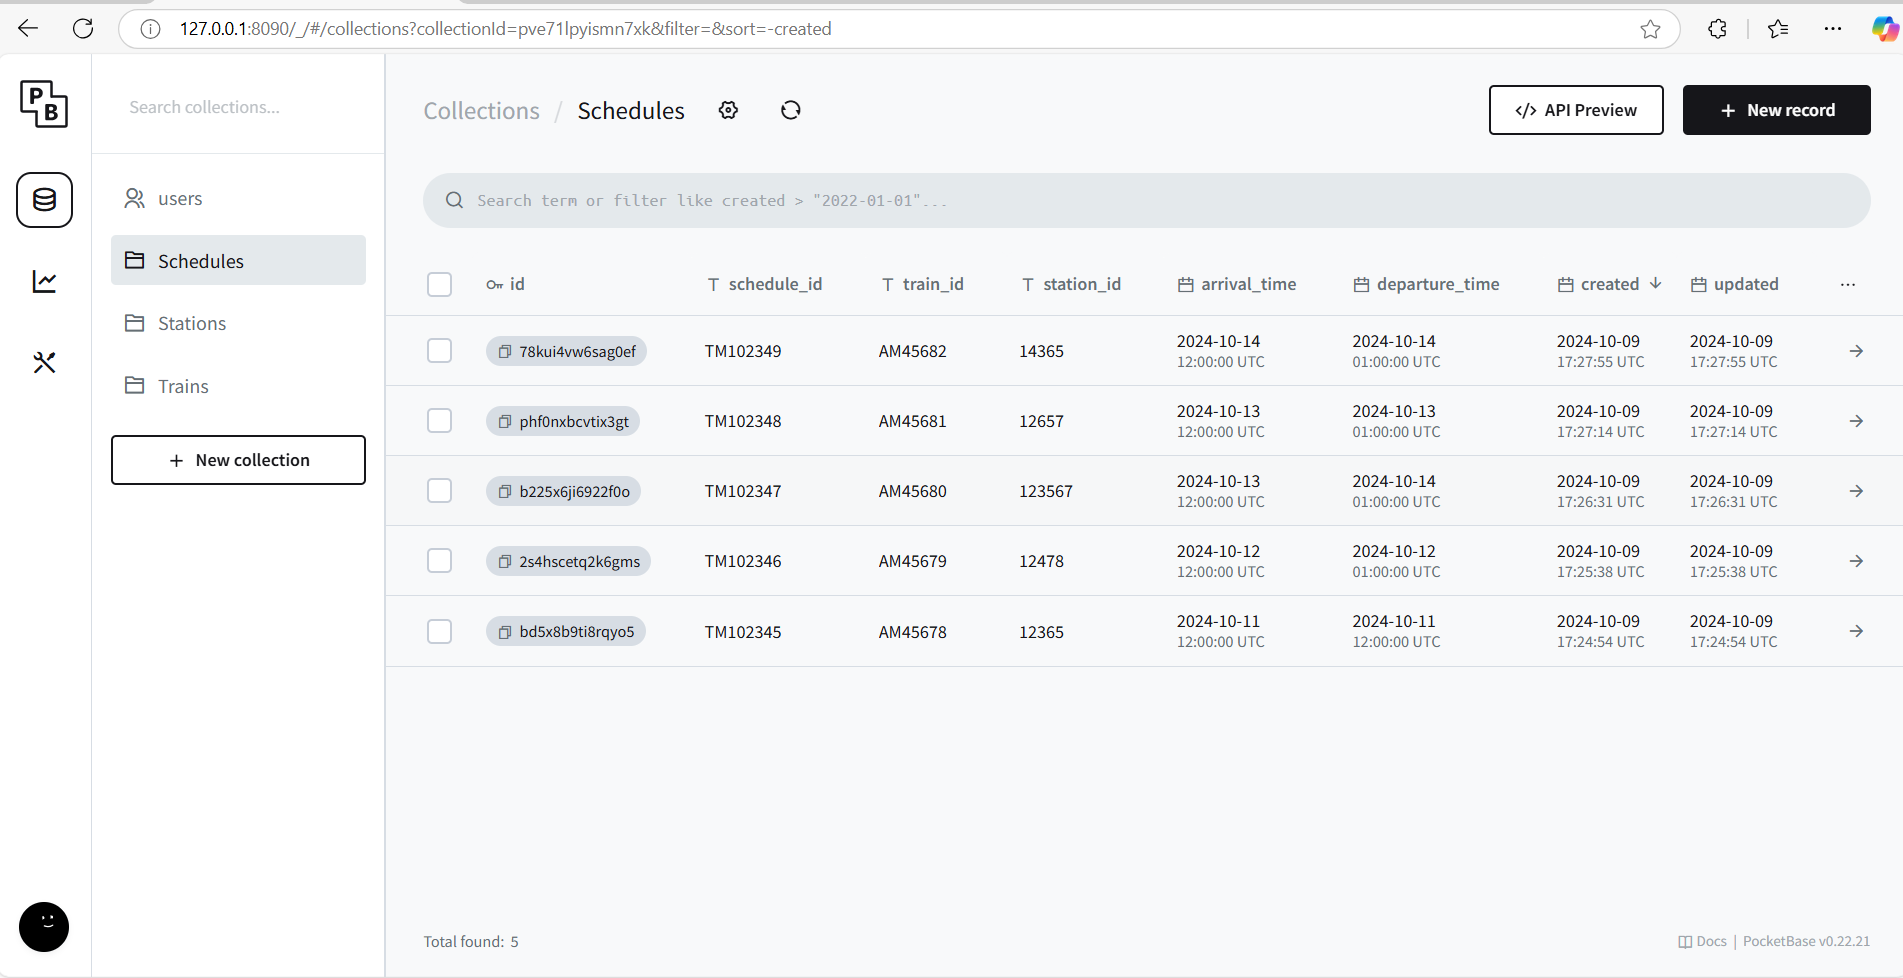 127.0.0.1:8090/_/#/collections?collectionId=pve71lpyismn7xk&filter=&sort=-created
P
B
Search collections...
users
Schedules
Stations
Trains
+ New collection
Collections / Schedules
</> API Preview
+ New record
Search term or filter like created > "2022-01-01"...
id T schedule_id T train_id T station_id arrival_time departure_time created updated
78kui4vw6sag0ef TM102349 AM45682 14365 2024-10-14 2024-10-14 2024-10-09 2024-10-09
12:00:00 UTC 01:00:00 UTC 17:27:55 UTC 17:27:55 UTC
phf0nxbcvtix3gt TM102348 AM45681 12657 2024-10-13 2024-10-13 2024-10-09 2024-10-09
12:00:00 UTC 01:00:00 UTC 17:27:14 UTC 17:27:14 UTC
b225x6ji6922f0o TM102347 AM45680 123567 2024-10-13 2024-10-14 2024-10-09 2024-10-09
12:00:00 UTC 01:00:00 UTC 17:26:31 UTC 17:26:31 UTC
2s4hscetq2k6gms TM102346 AM45679 12478 2024-10-12 2024-10-12 2024-10-09 2024-10-09
12:00:00 UTC 01:00:00 UTC 17:25:38 UTC 17:25:38 UTC
bd5x8b9ti8rqyo5 TM102345 AM45678 12365 2024-10-11 2024-10-11 2024-10-09 2024-10-09
12:00:00 UTC 12:00:00 UTC 17:24:54 UTC 17:24:54 UTC
Total found: 5
Docs | PocketBase v0.22.21